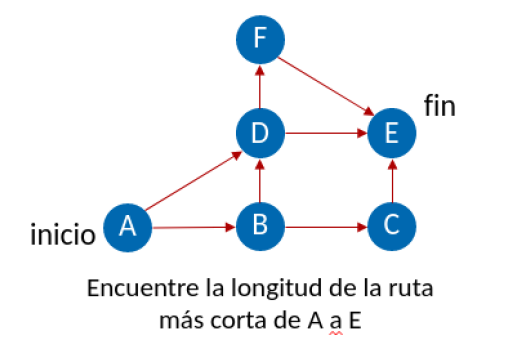 F
fin
D
E
inicio
A
B
C
Encuentre la longitud de la ruta
más corta de A a E